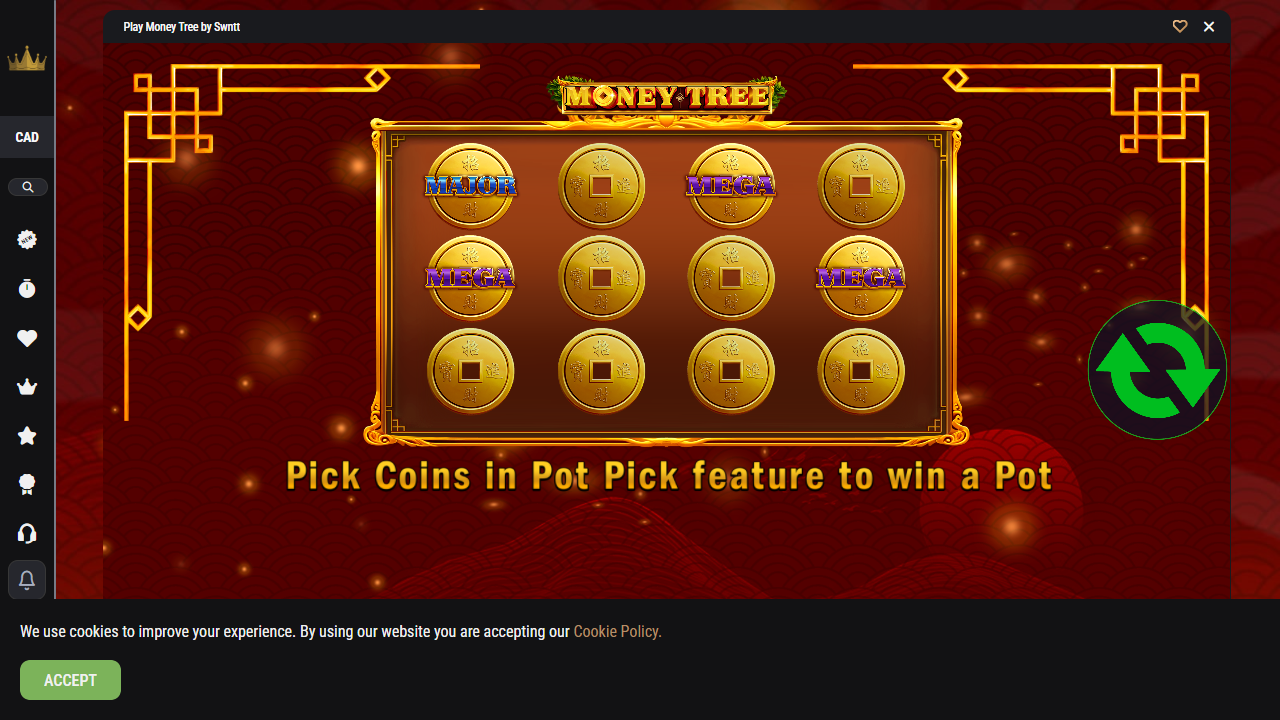 Play Money Tree by Swntt
CAD
NEW
MONEY TREE
MAJOR
MEGA
MEGA
MEGA
Pick Coins in Pot Pick feature to win a Pot
We use cookies to improve your experience. By using our website you are accepting our Cookie Policy.
ACCEPT